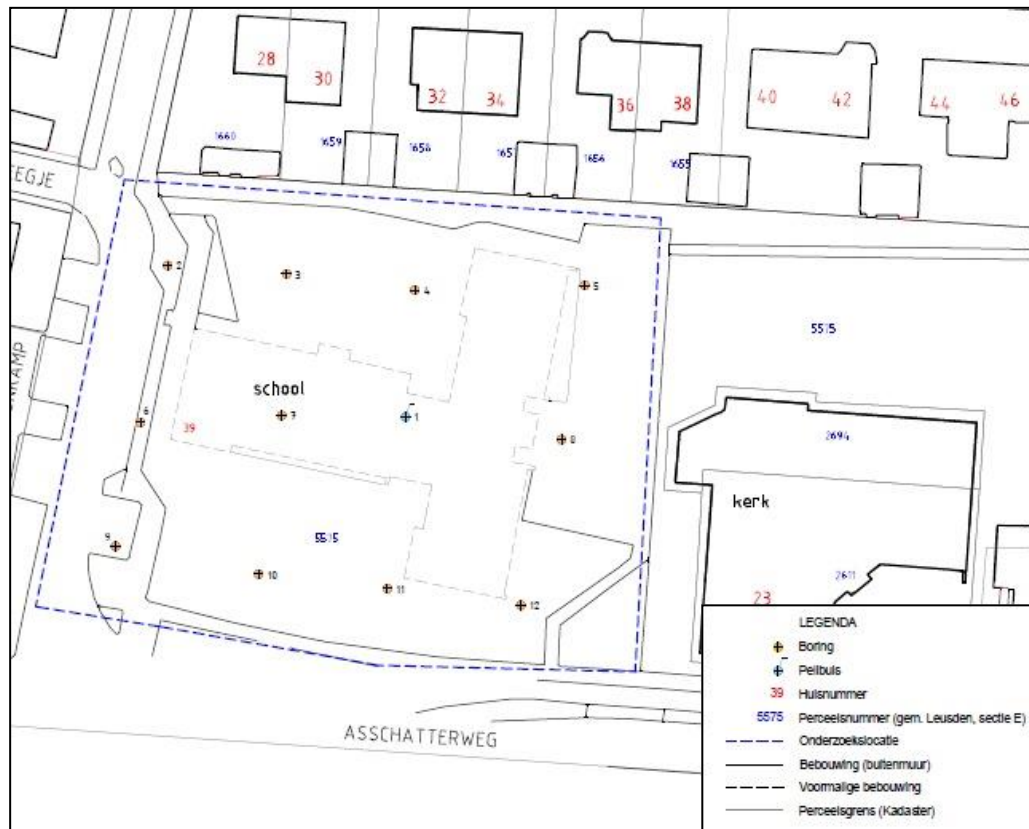 28
30
32
34
36
38
40
42
44
46
1660
1659
1658
1656
1655
EGJE
2
3
4
5
5515
NKAMP
school
6
7
1
39
8
2694
kerk
9
5515
10
11
12
2611
23
ASSCHATTERWEG
LEGENDA
Boring
Peilbuis
39 Huisnummer
5575 Perceelsnummer (gem. Leusden, sectie E)
Onderzoekslocatie
Bebouwing (buitenmuur)
Voormalige bebouwing
Perceelsgrens (Kadaster)